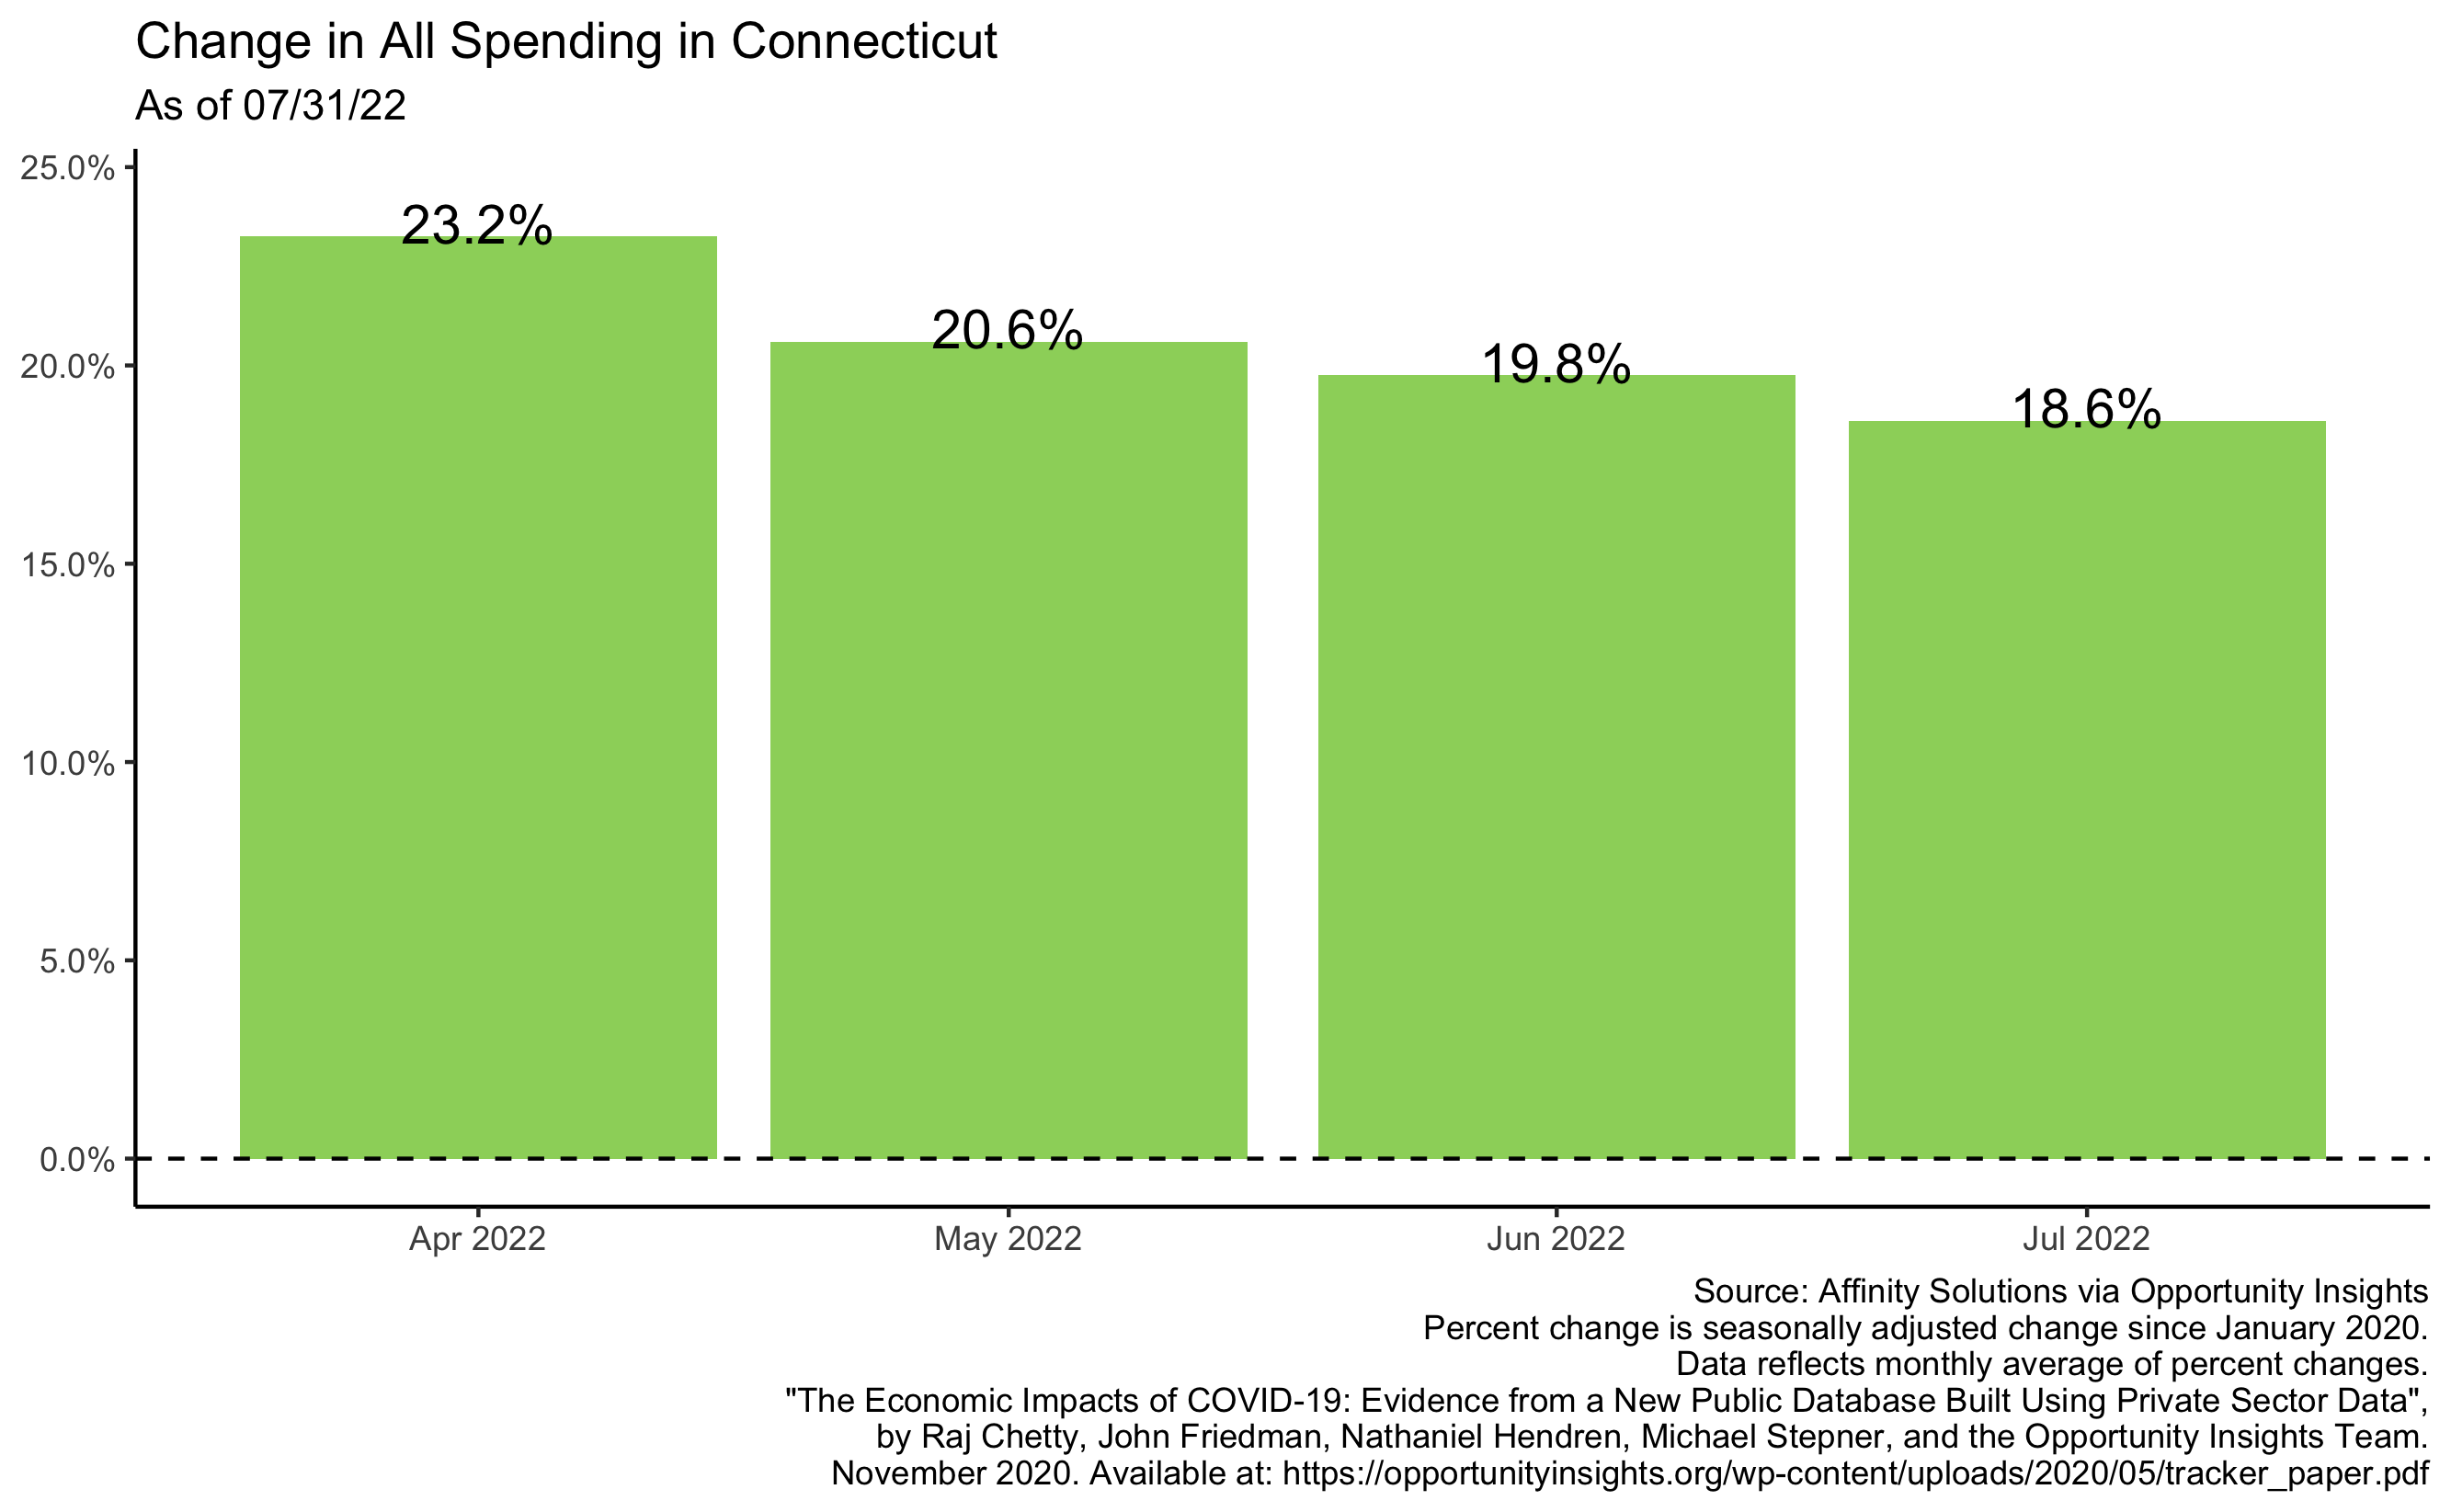 Change in All Spending in Connecticut
As of 07/31/22
25.0%
20.0%
15.0%
10.0%
5.0%
0.0%
23.2%
20.6%
19.8%
18.6%
Apr 2022
May 2022
Jun 2022
Jul 2022
Source: Affinity Solutions via Opportunity Insights
Percent change is seasonally adjusted change since January 2020.
Data reflects monthly average of percent changes.
"The Economic Impacts of COVID-19: Evidence from a New Public Database Built Using Private Sector Data",
by Raj Chetty, John Friedman, Nathaniel Hendren, Michael Stepner, and the Opportunity Insights Team.
November 2020. Available at: https://opportunityinsights.org/wp-content/uploads/2020/05/tracker_paper.pdf